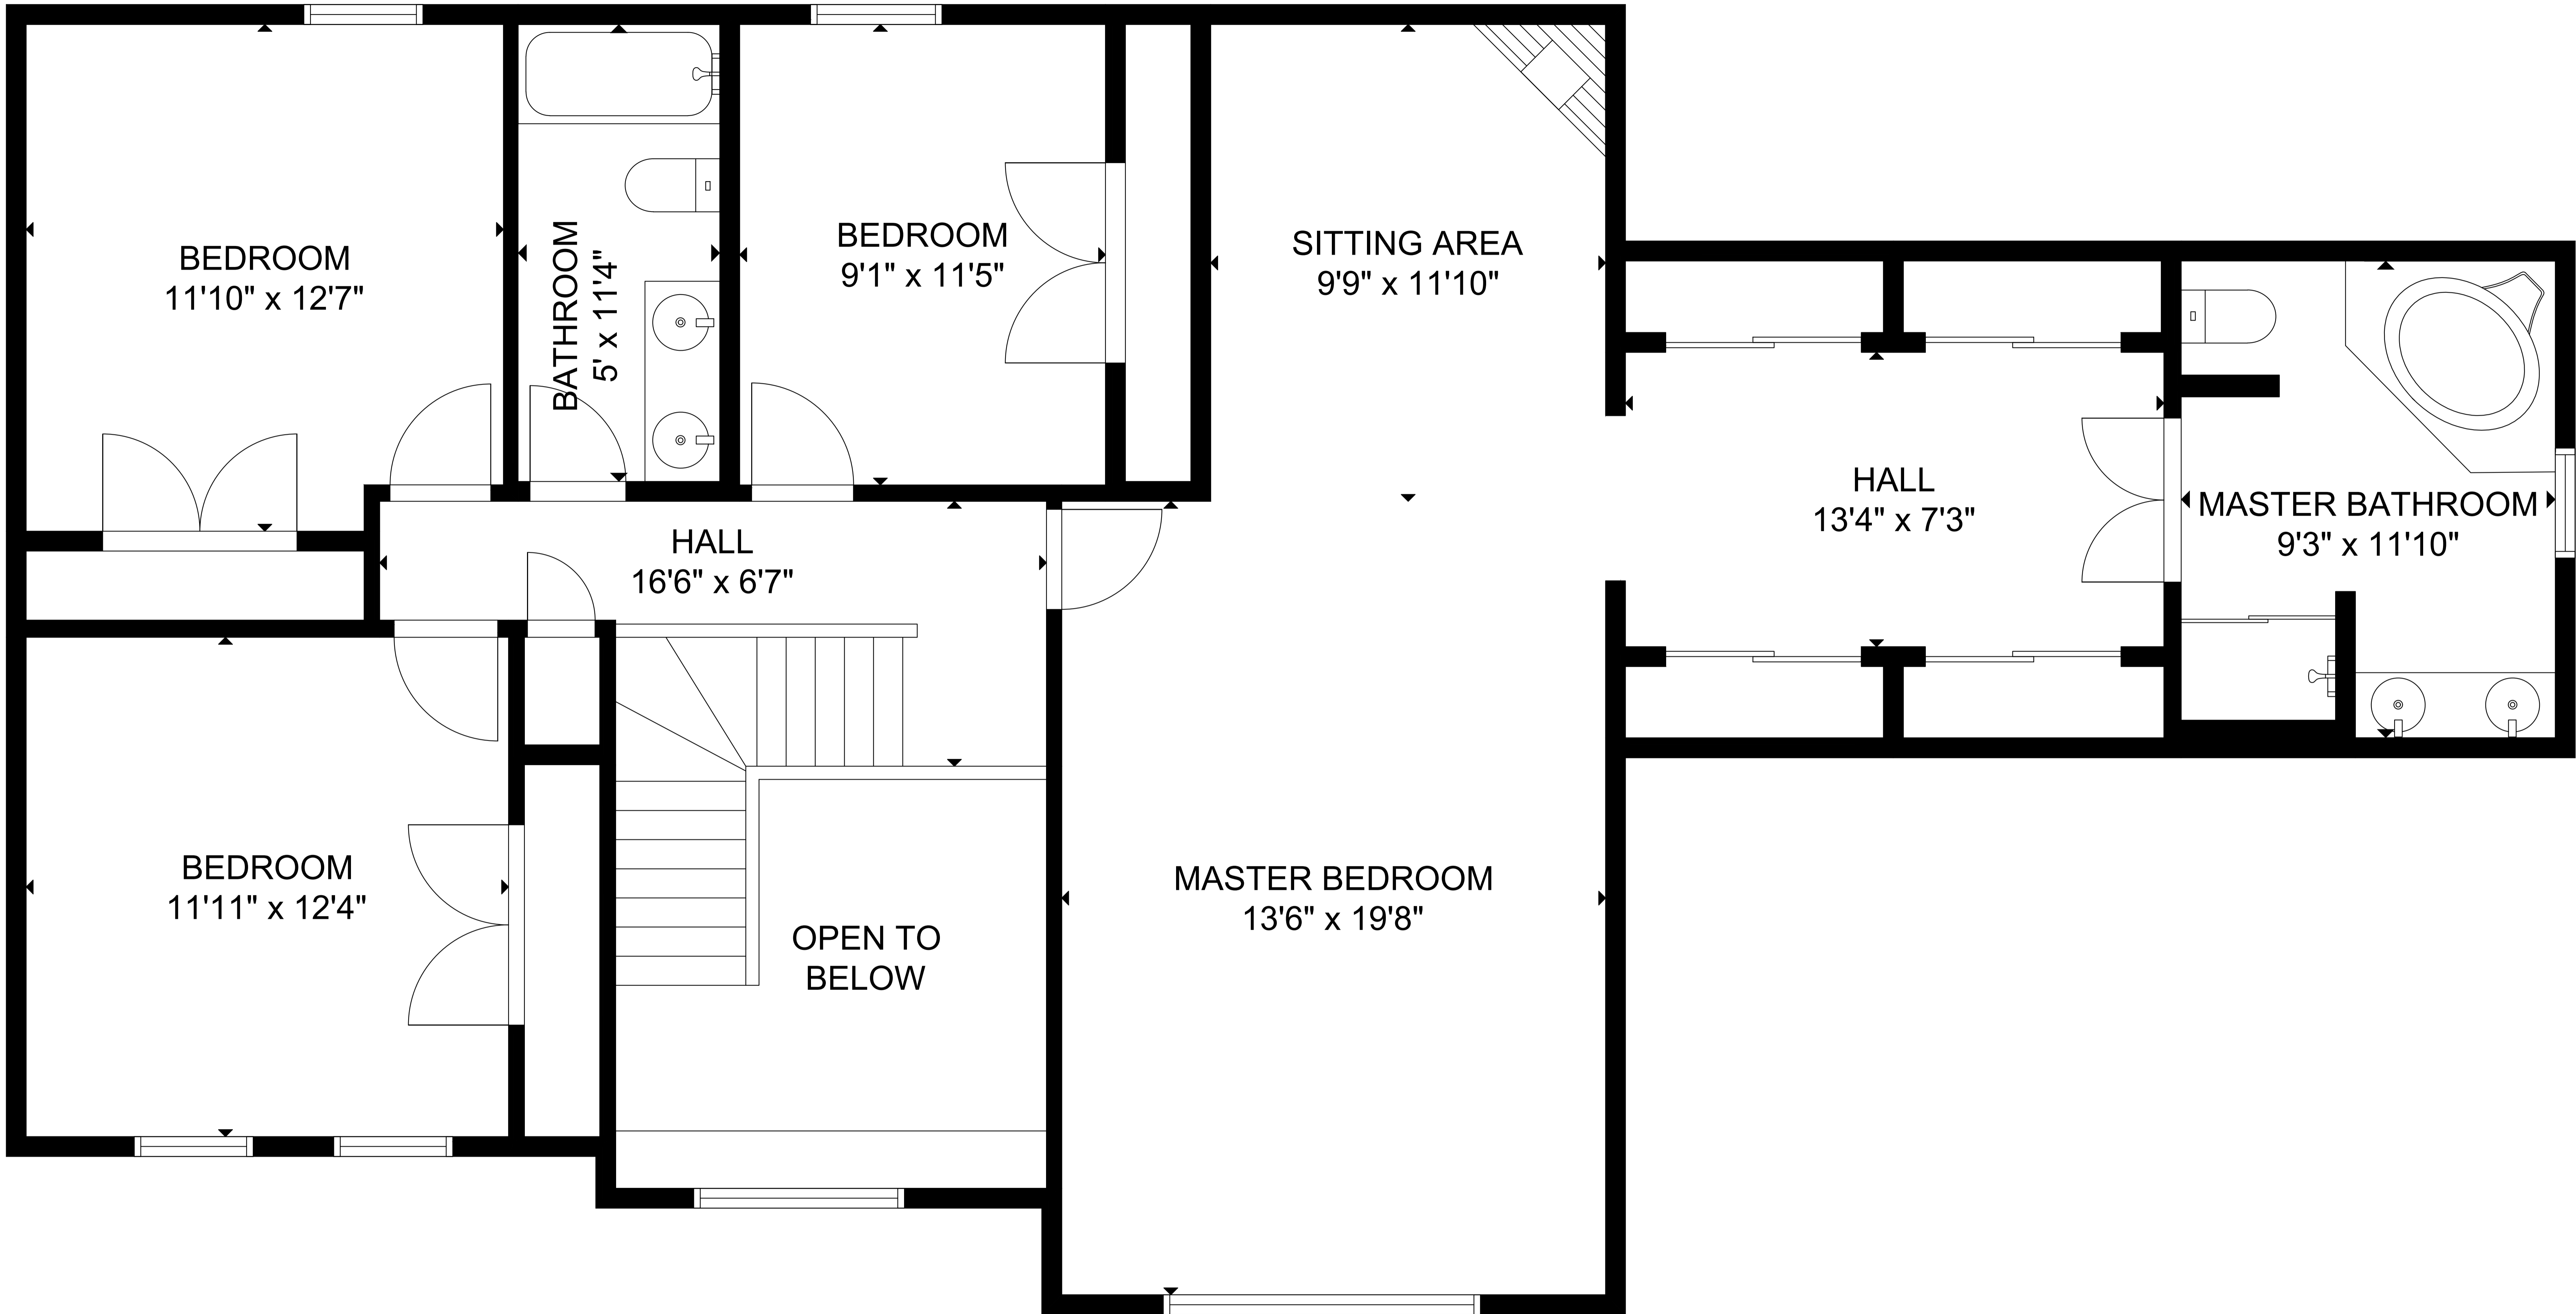 BEDROOM
11'10" x 12'7"
BATHROOM
5' x 11'4"
BEDROOM
9'1" x 11'5"
SITTING AREA
9'9" x 11'10"
HALL
16'6" x 6'7"
HALL
13'4" x 7'3"
MASTER BATHROOM
9'3" x 11'10"
BEDROOM
11'11" x 12'4"
OPEN TO
BELOW
MASTER BEDROOM
13'6" x 19'8"